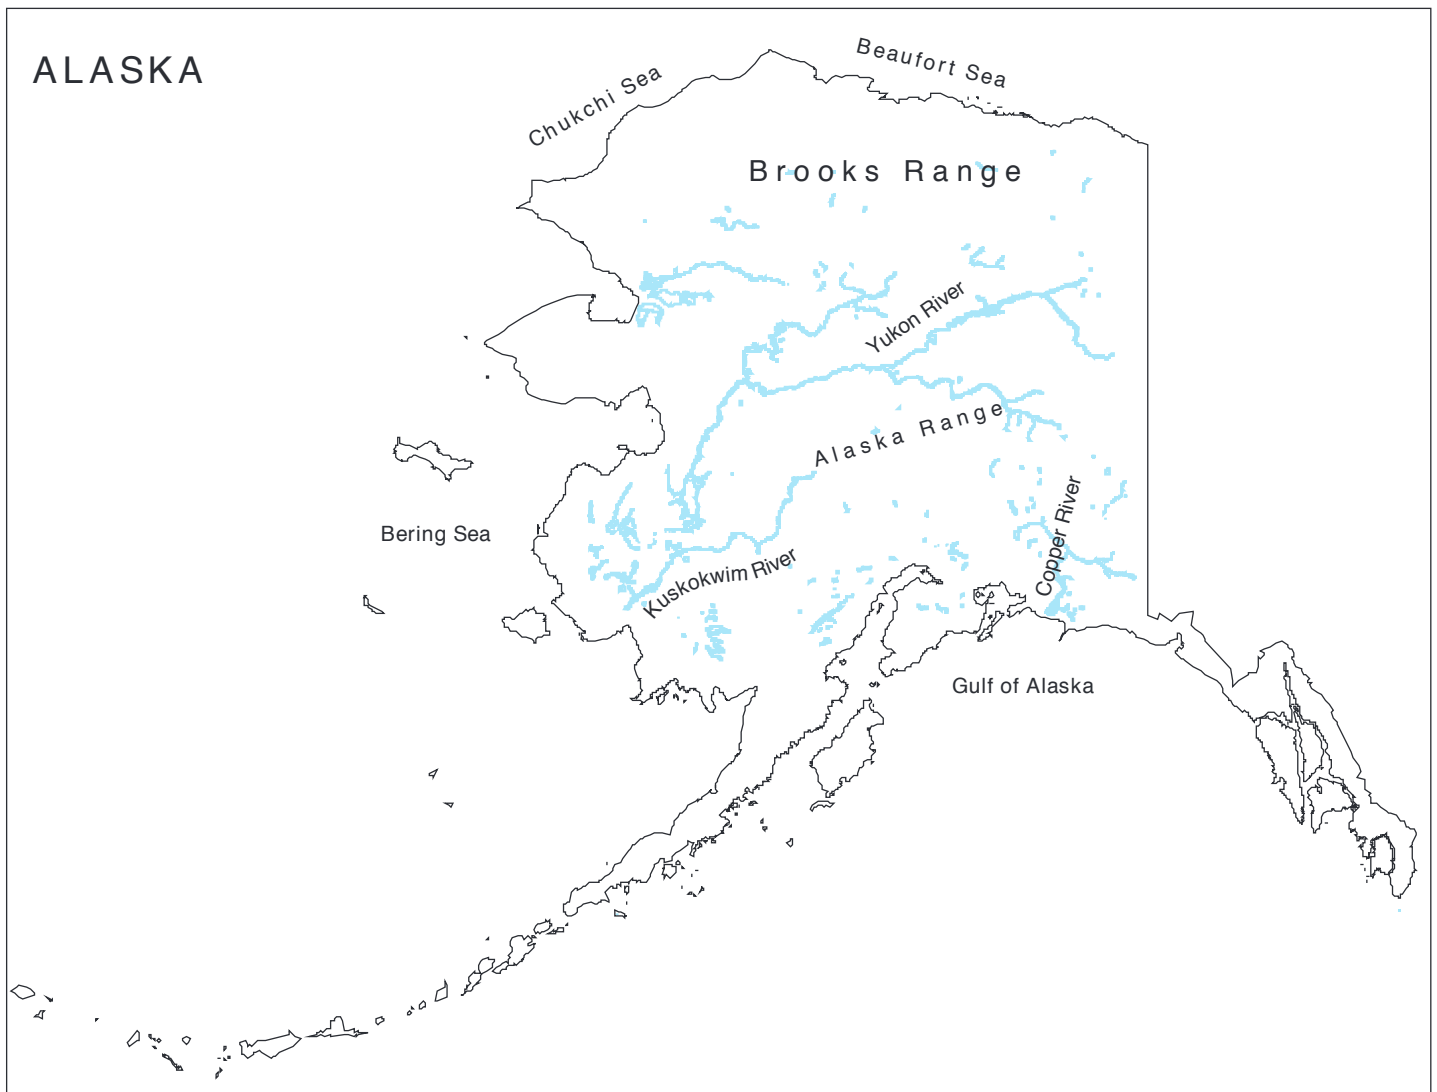 ALASKA
Beaufort Sea
Chukchi Sea
Brooks Range
Yukon River
Alaska Range
Copper River
Bering Sea
Kuskokwim River
Gulf of Alaska